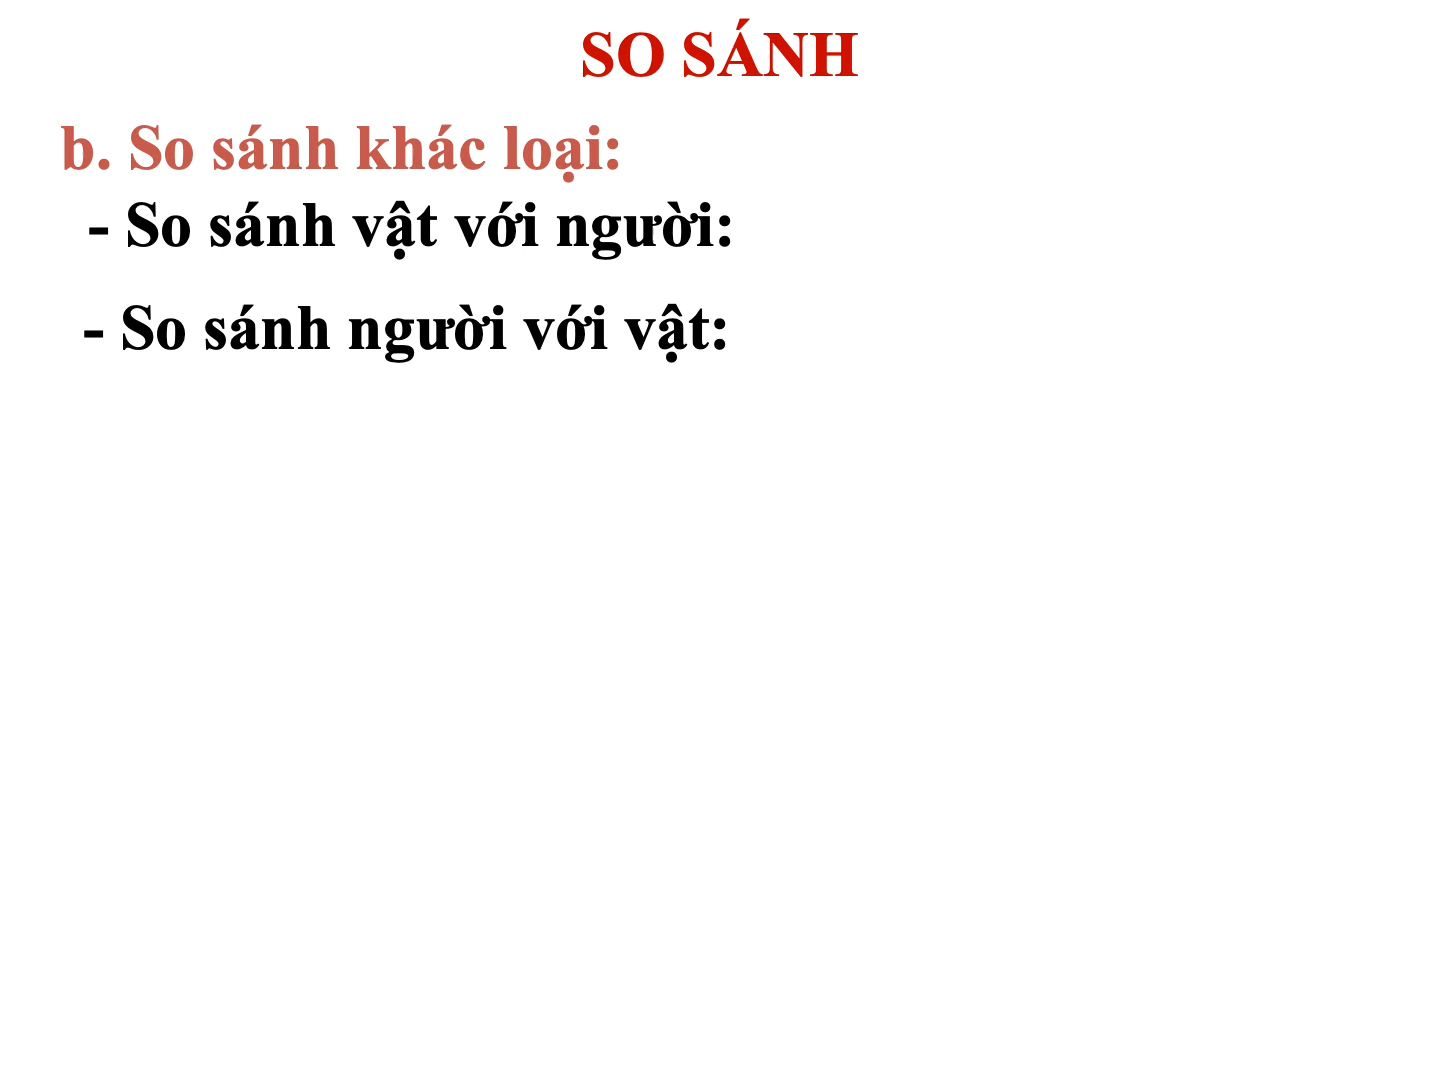 SO SÁNH
b. So sánh khác loại:
- So sánh vật với người:
- So sánh người với vật: